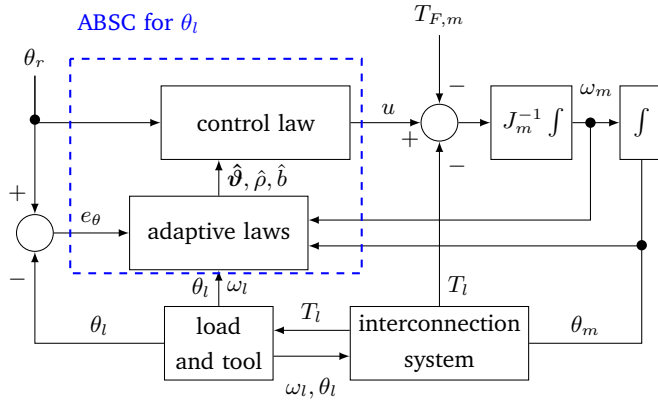 ABSC for θ_l
T_{F,m}
θ_r
−
ω_m
u
control law
+
J_m^{-1} ∫
∫
−
ϑ̂, ρ̂, b̂
+
e_θ
adaptive laws
−
θ_l ω_l
T_l
θ_l
load and tool
T_l
interconnection system
θ_m
ω_l, θ_l